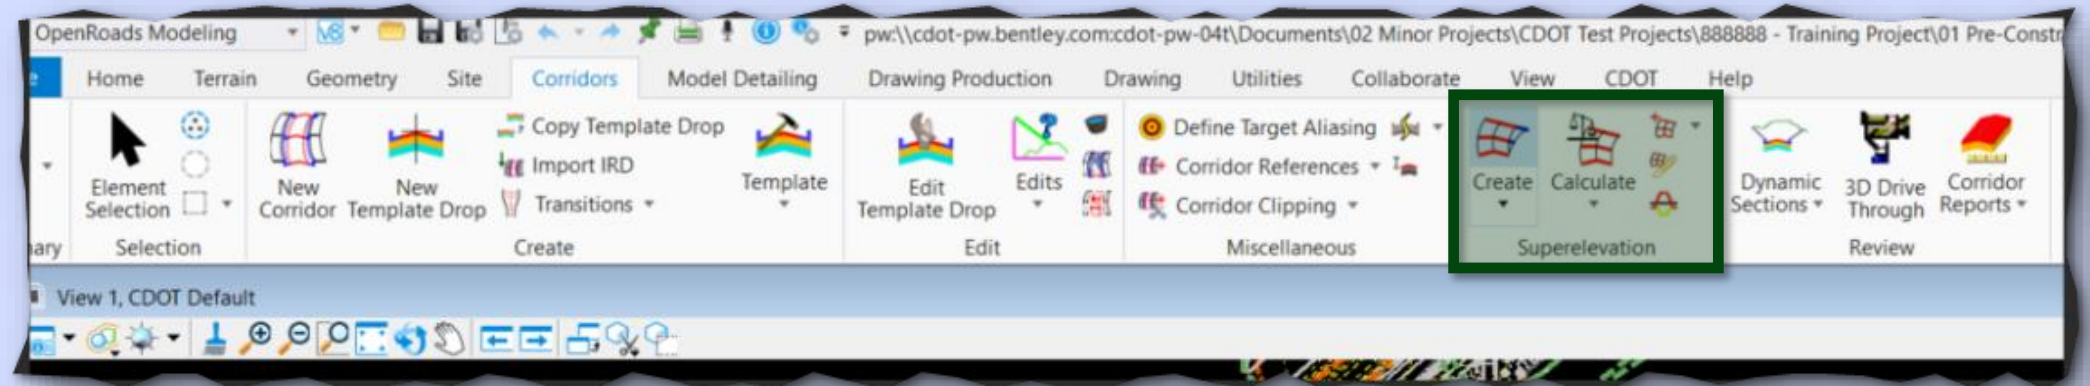 OpenRoads Modeling pw:\\cdot-pw.bentley.com:cdot-pw-04t\Documents\02 Minor Projects\CDOT Test Projects\888888 - Training Project\01 Pre-Constr
Home Terrain Geometry Site Corridors Model Detailing Drawing Production Drawing Utilities Collaborate View CDOT Help
Element
Selection
Selection
New
Corridor
New
Template Drop
Copy Template Drop
Import IRD
Transitions
Template
Create
Edit
Template Drop
Edits
Edit
Define Target Aliasing
Corridor References
Corridor Clipping
Miscellaneous
Create
Calculate
Superelevation
Dynamic
Sections
3D Drive
Through
Corridor
Reports
Review
View 1, CDOT Default